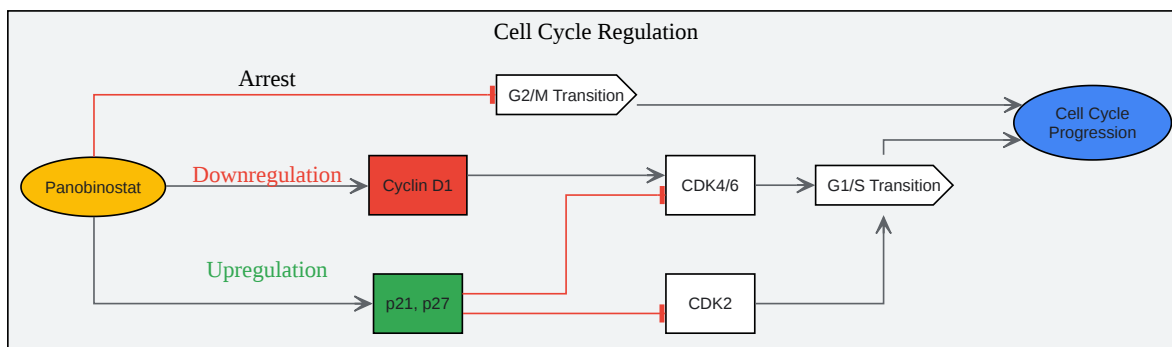 Cell Cycle Regulation
Arrest
G2/M Transition
Cell Cycle
Progression
Panobinostat
Downregulation
Cyclin D1
CDK4/6
G1/S Transition
Upregulation
p21, p27
CDK2